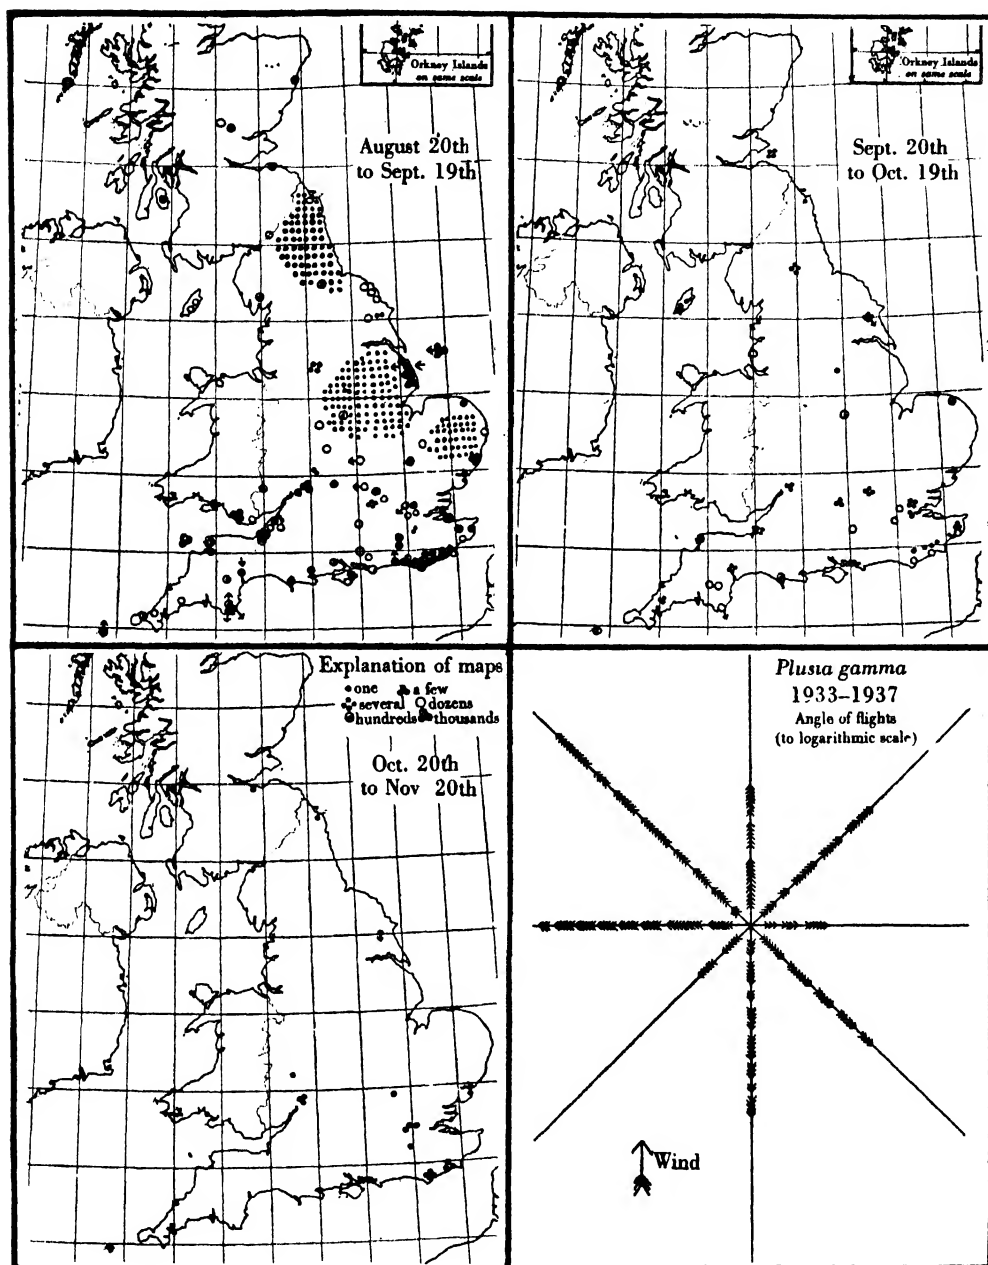 Orkney Islands
on same scale
August 20th
to Sept. 19th
Orkney Islands
on same scale
Sept. 20th
to Oct. 19th
Explanation of maps
one a few
several dozens
hundreds thousands
Oct. 20th
to Nov 20th
Plusia gamma
1933–1937
Angle of flights
(to logarithmic scale)
Wind